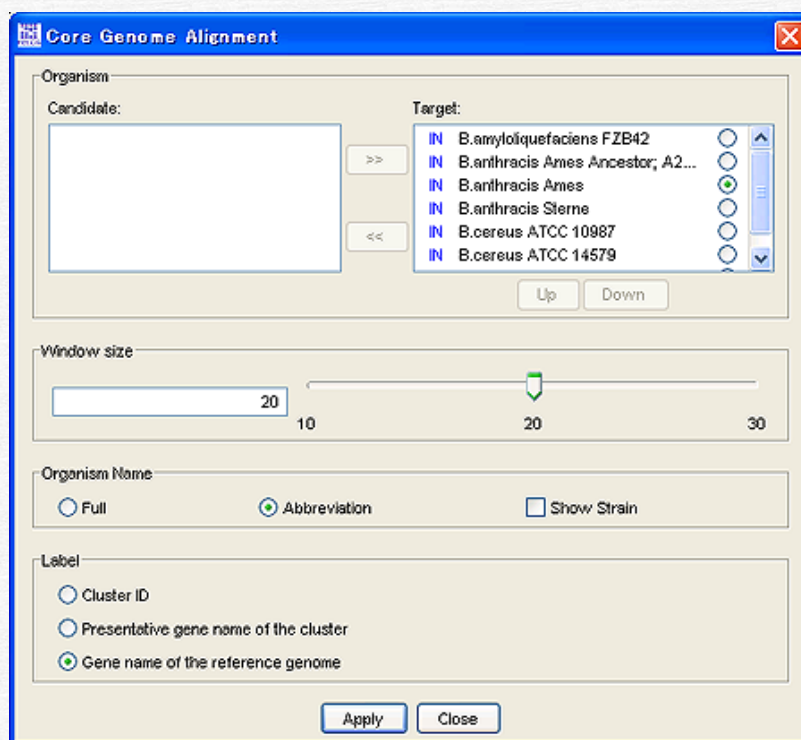 Core Genome Alignment
Organism
Candidate:
Target:
>>
<<
IN B.amyloliquefaciens FZB42
IN B.anthracis Ames Ancestor; A2...
IN B.anthracis Ames
IN B.anthracis Sterne
IN B.cereus ATCC 10987
IN B.cereus ATCC 14579
Up Down
Window size
20
10 20 30
Organism Name
Full Abbreviation Show Strain
Label
Cluster ID
Presentative gene name of the cluster
Gene name of the reference genome
Apply Close